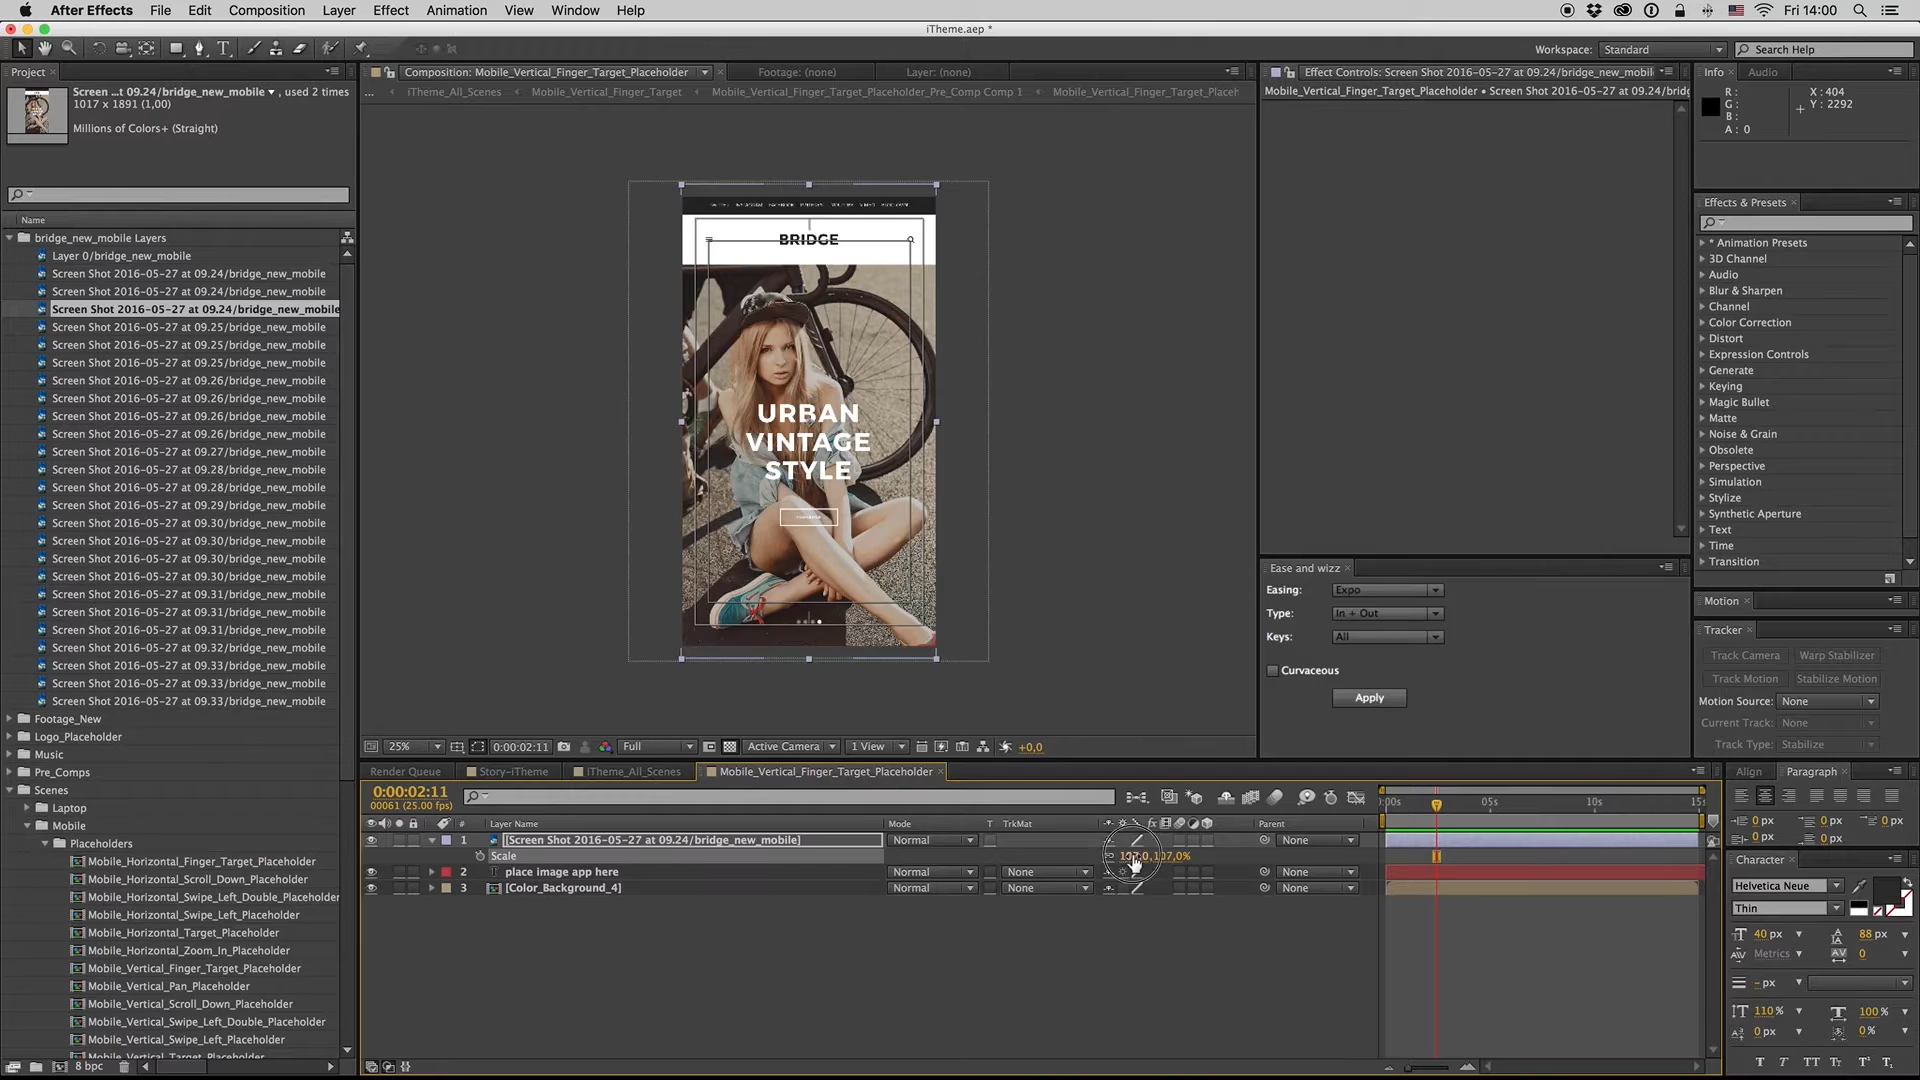 After Effects File Edit Composition Layer Effect Animation View Window Help Fri 14:00
iTheme.aep *
Workspace: Standard Search Help
Project
Composition: Mobile_Vertical_Finger_Target_Placeholder
Footage: (none)
Layer: (none)
Effect Controls: Screen Shot 2016-05-27 at 09.24/bridge_new_mobil
Info Audio
Screen ...t 09.24/bridge_new_mobile , used 2 times
1017 x 1891 (1,00)
Millions of Colors+ (Straight)
... iTheme_All_Scenes Mobile_Vertical_Finger_Target Mobile_Vertical_Finger_Target_Placeholder_Pre_Comp Comp 1 Mobile_Vertical_Finger_Target_Placeh
Mobile_Vertical_Finger_Target_Placeholder • Screen Shot 2016-05-27 at 09.24/bridg
R:
G:
B:
A: 0
X: 404
Y: 2292
Name
bridge_new_mobile Layers
Layer 0/bridge_new_mobile
Screen Shot 2016-05-27 at 09.24/bridge_new_mobile
Screen Shot 2016-05-27 at 09.24/bridge_new_mobile
Screen Shot 2016-05-27 at 09.24/bridge_new_mobile
Screen Shot 2016-05-27 at 09.25/bridge_new_mobile
Screen Shot 2016-05-27 at 09.25/bridge_new_mobile
Screen Shot 2016-05-27 at 09.25/bridge_new_mobile
Screen Shot 2016-05-27 at 09.26/bridge_new_mobile
Screen Shot 2016-05-27 at 09.26/bridge_new_mobile
Screen Shot 2016-05-27 at 09.26/bridge_new_mobile
Screen Shot 2016-05-27 at 09.26/bridge_new_mobile
Screen Shot 2016-05-27 at 09.27/bridge_new_mobile
Screen Shot 2016-05-27 at 09.28/bridge_new_mobile
Screen Shot 2016-05-27 at 09.28/bridge_new_mobile
Screen Shot 2016-05-27 at 09.29/bridge_new_mobile
Screen Shot 2016-05-27 at 09.30/bridge_new_mobile
Screen Shot 2016-05-27 at 09.30/bridge_new_mobile
Screen Shot 2016-05-27 at 09.30/bridge_new_mobile
Screen Shot 2016-05-27 at 09.30/bridge_new_mobile
Screen Shot 2016-05-27 at 09.31/bridge_new_mobile
Screen Shot 2016-05-27 at 09.31/bridge_new_mobile
Screen Shot 2016-05-27 at 09.31/bridge_new_mobile
Screen Shot 2016-05-27 at 09.32/bridge_new_mobile
Screen Shot 2016-05-27 at 09.33/bridge_new_mobile
Screen Shot 2016-05-27 at 09.33/bridge_new_mobile
Screen Shot 2016-05-27 at 09.33/bridge_new_mobile
Footage_New
Logo_Placeholder
Music
Pre_Comps
Scenes
Laptop
Mobile
Placeholders
Mobile_Horizontal_Finger_Target_Placeholder
Mobile_Horizontal_Scroll_Down_Placeholder
Mobile_Horizontal_Swipe_Left_Double_Placeholder
Mobile_Horizontal_Swipe_Left_Placeholder
Mobile_Horizontal_Target_Placeholder
Mobile_Horizontal_Zoom_In_Placeholder
Mobile_Vertical_Finger_Target_Placeholder
Mobile_Vertical_Pan_Placeholder
Mobile_Vertical_Scroll_Down_Placeholder
Mobile_Vertical_Swipe_Left_Double_Placeholder
Mobile_Vertical_Swipe_Left_Placeholder
Mobile_Vertical_Target_Placeholder
8 bpc
BRIDGE
URBAN
VINTAGE
STYLE
25% 0:00:02:11 Full Active Camera 1 View +0,0
Ease and wizz
Easing: Expo
Type: In + Out
Keys: All
Curvaceous
Apply
Effects & Presets
* Animation Presets
3D Channel
Audio
Blur & Sharpen
Channel
Color Correction
Distort
Expression Controls
Generate
Keying
Magic Bullet
Matte
Noise & Grain
Obsolete
Perspective
Simulation
Stylize
Synthetic Aperture
Text
Time
Transition
Motion
Tracker
Track Camera Warp Stabilizer
Track Motion Stabilize Motion
Motion Source: None
Current Track: None
Track Type: Stabilize
Render Queue Story-iTheme iTheme_All_Scenes Mobile_Vertical_Finger_Target_Placeholder
0:00:02:11
00061 (25.00 fps)
:00s 05s 10s 15s
# Layer Name Mode T TrkMat Parent
1 [Screen Shot 2016-05-27 at 09.24/bridge_new_mobile] Normal None
Scale 107,0,107,0%
2 place image app here Normal None None
3 [Color_Background_4] Normal None None
Align Paragraph
0 px 0 px 0 px
0 px 0 px
Character
Helvetica Neue
Thin
40 px 88 px
Metrics 0
- px
110 % 100 %
0 px 0 %
T T TT Tr T¹ T₁